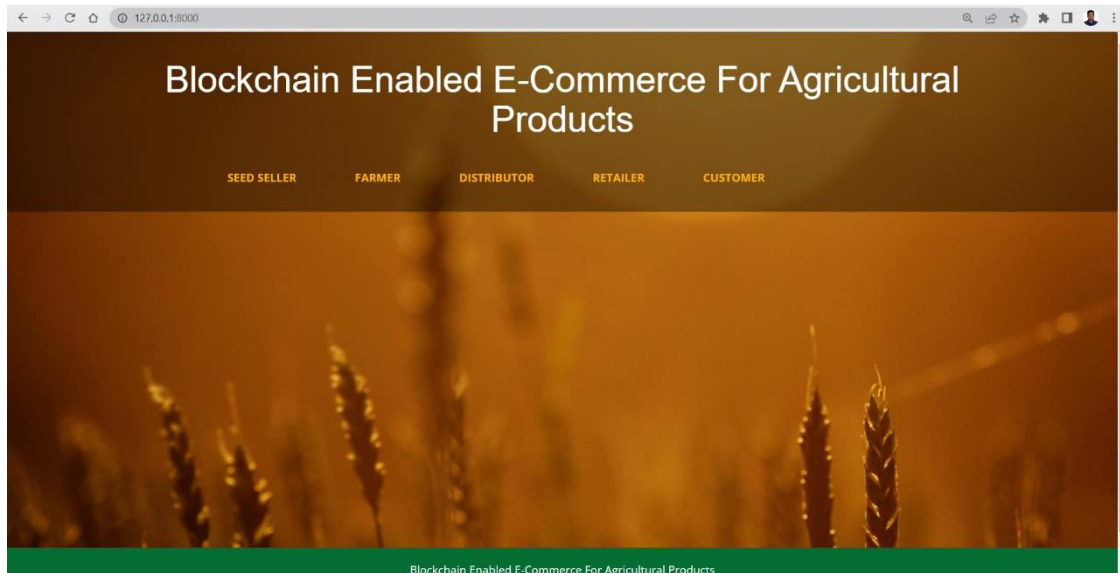 127.0.0.1:8000
Blockchain Enabled E-Commerce For Agricultural
Products
SEED SELLER FARMER DISTRIBUTOR RETAILER CUSTOMER
Blockchain Enabled E-Commerce For Agricultural Products